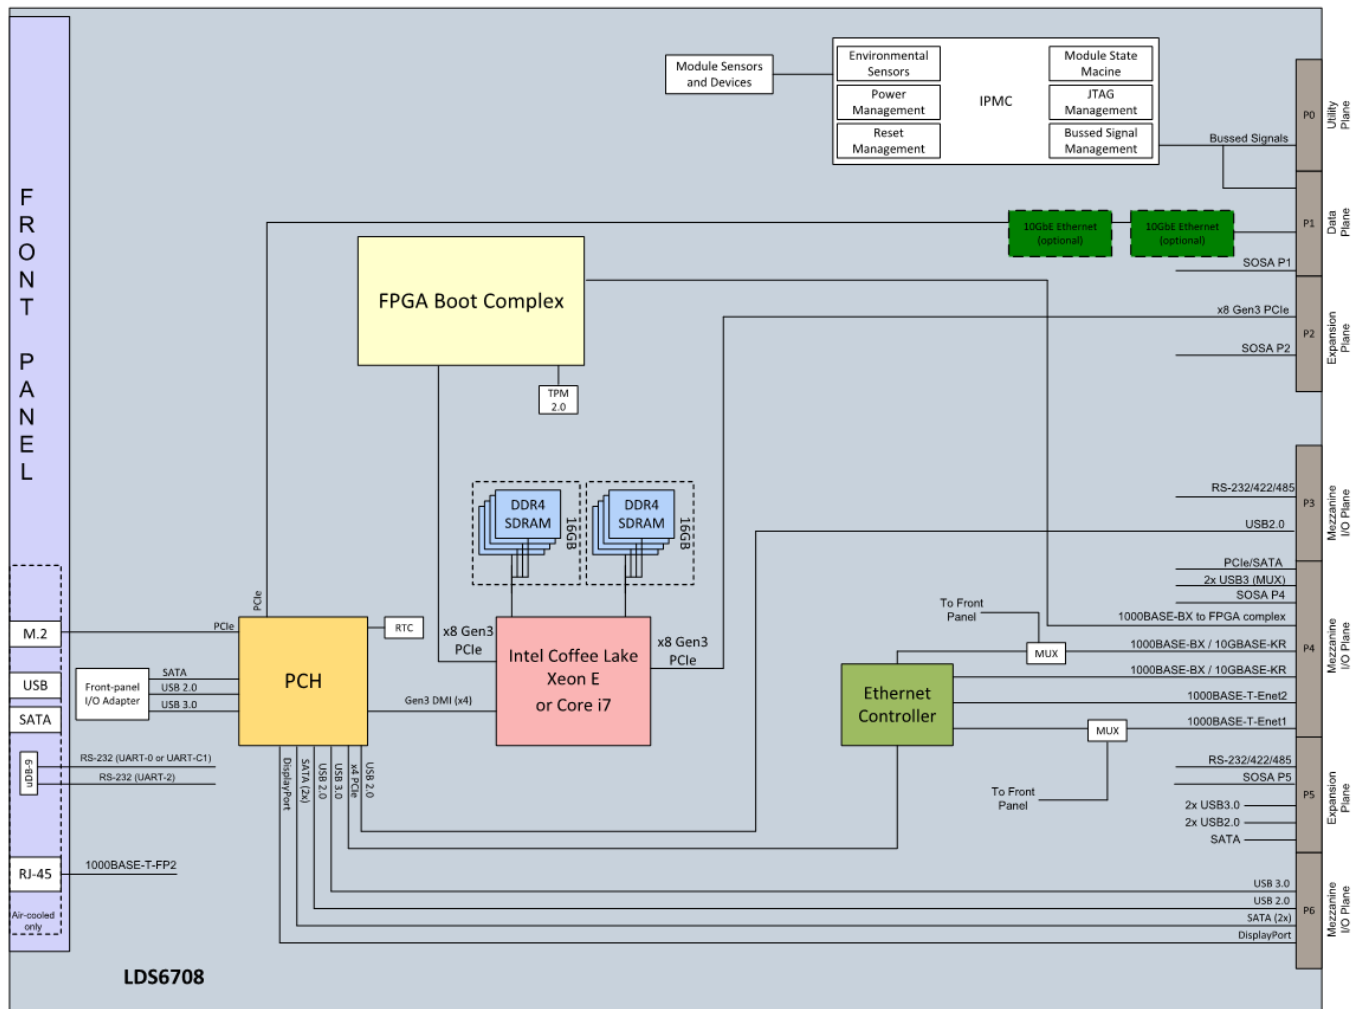 FRONT PANEL
Module Sensors
and Devices
Environmental
Sensors
Power
Management
Reset
Management
IPMC
Module State
Macine
JTAG
Management
Bussed Signal
Management
Bussed Signals
P0
Utility
Plane
10GbE Ethernet
(optional)
10GbE Ethernet
(optional)
P1
Data
Plane
SOSA P1
FPGA Boot Complex
TPM
2.0
x8 Gen3 PCIe
SOSA P2
P2
Expansion
Plane
DDR4
SDRAM
16GB
DDR4
SDRAM
16GB
RS-232/422/485
USB2.0
P3
Mezzanine
I/O Plane
PCIe/SATA
2x USB3 (MUX)
SOSA P4
1000BASE-BX to FPGA complex
1000BASE-BX / 10GBASE-KR
1000BASE-BX / 10GBASE-KR
1000BASE-T-Enet2
1000BASE-T-Enet1
P4
Mezzanine
I/O Plane
To Front
Panel
MUX
Ethernet
Controller
MUX
To Front
Panel
PCIe
PCIe
M.2
USB
SATA
Front-panel
I/O Adapter
SATA
USB 2.0
USB 3.0
PCH
RTC
x8 Gen3
PCIe
Intel Coffee Lake
Xeon E
or Core i7
x8 Gen3
PCIe
Gen3 DMI (x4)
uDB-9
RS-232 (UART-0 or UART-C1)
RS-232 (UART-2)
DisplayPort
SATA (2x)
USB 2.0
USB 3.0
x4 PCIe
USB 2.0
RS-232/422/485
SOSA P5
2x USB3.0
2x USB2.0
SATA
P5
Expansion
Plane
RJ-45
1000BASE-T-FP2
Air-cooled
only
USB 3.0
USB 2.0
SATA (2x)
DisplayPort
P6
Mezzanine
I/O Plane
LDS6708